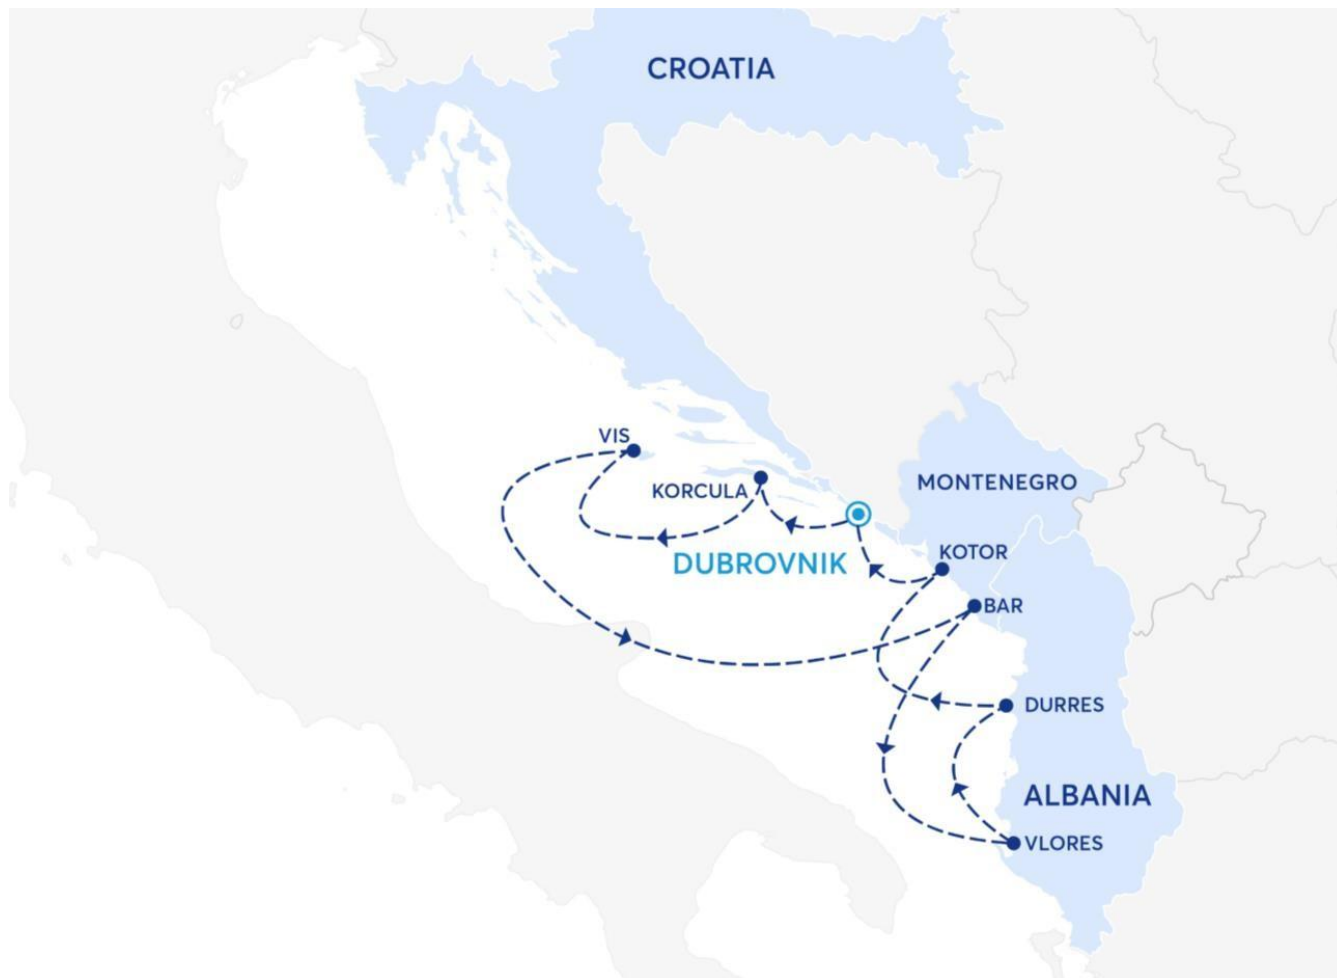 CROATIA
VIS
KORCULA
MONTENEGRO
DUBROVNIK
KOTOR
BAR
DURRES
ALBANIA
VLORES